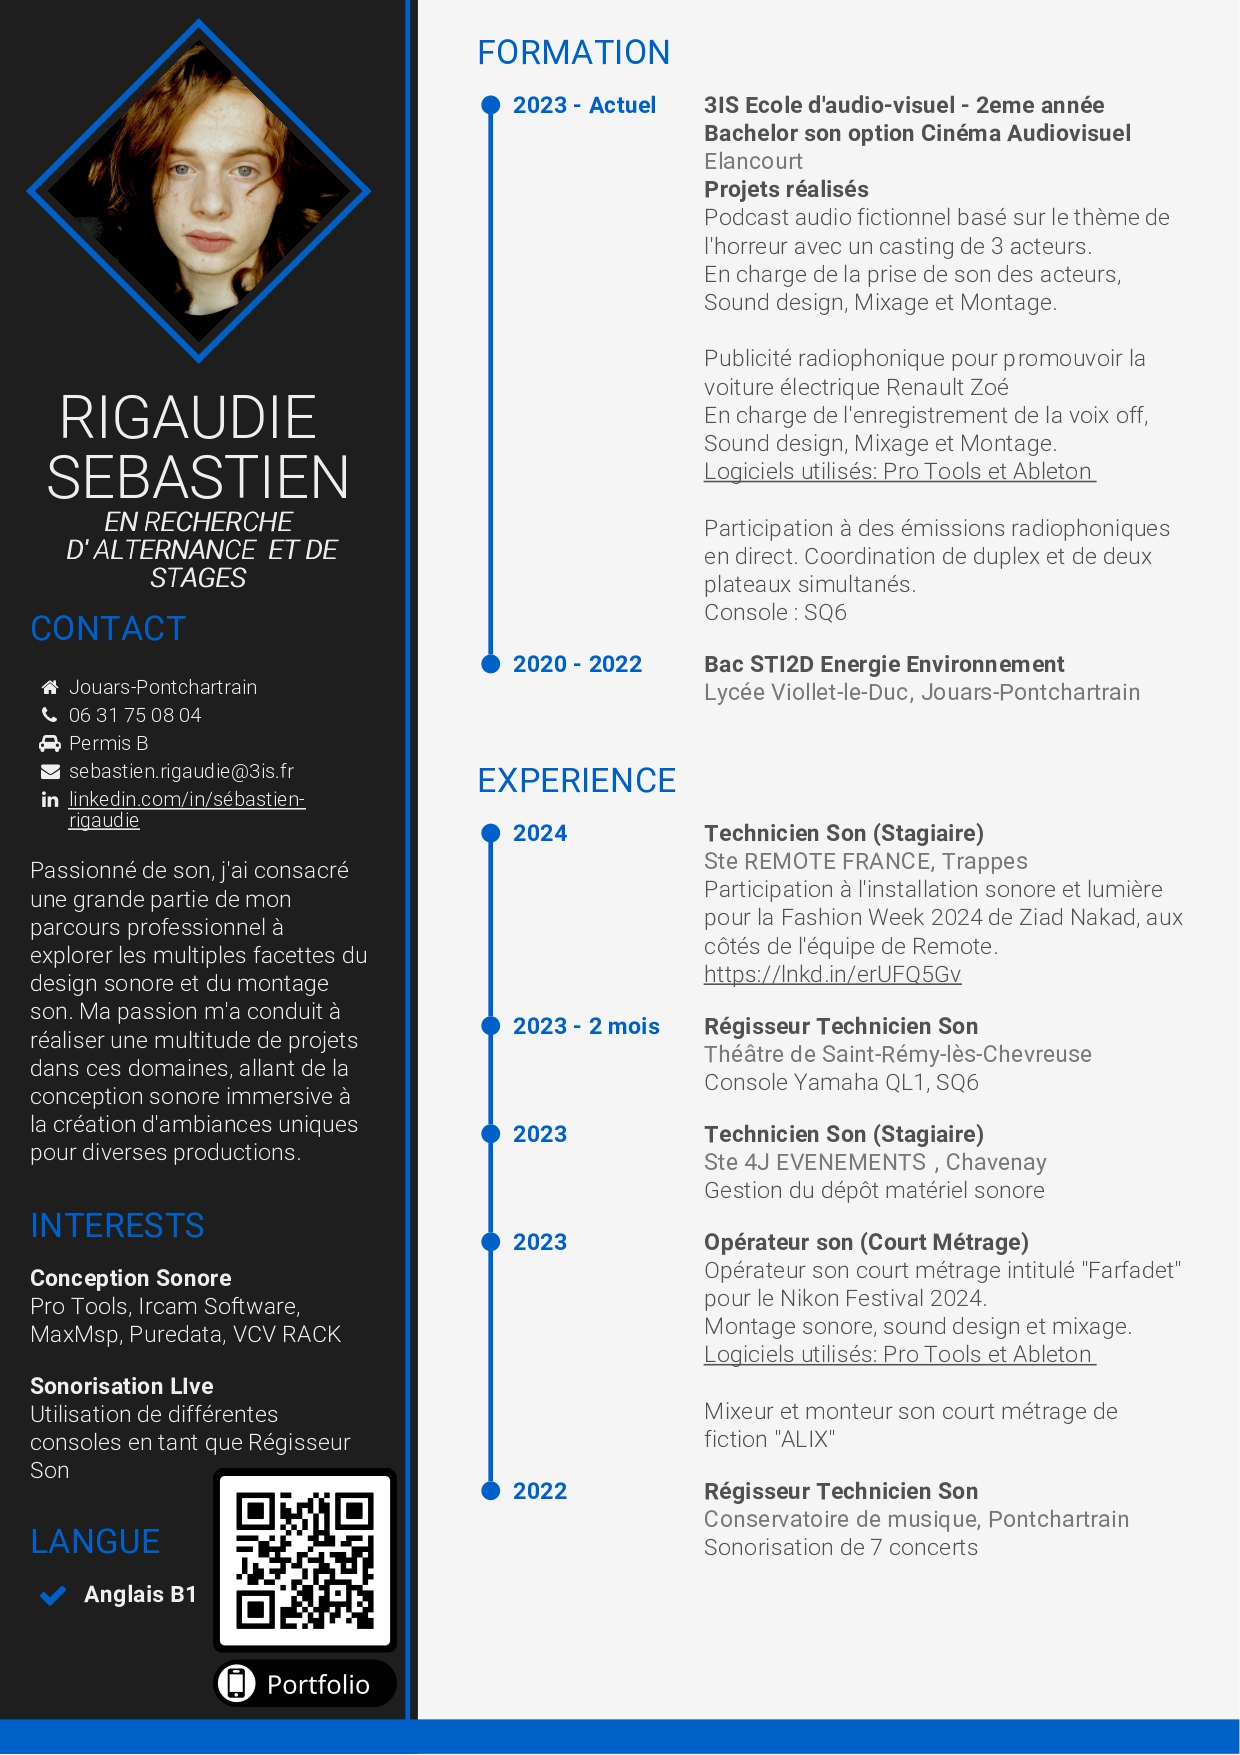 RIGAUDIE
SEBASTIEN
EN RECHERCHE
D' ALTERNANCE ET DE
STAGES
CONTACT
Jouars-Pontchartrain
06 31 75 08 04
Permis B
sebastien.rigaudie@3is.fr
linkedin.com/in/sébastien-
rigaudie
Passionné de son, j'ai consacré
une grande partie de mon
parcours professionnel à
explorer les multiples facettes du
design sonore et du montage
son. Ma passion m'a conduit à
réaliser une multitude de projets
dans ces domaines, allant de la
conception sonore immersive à
la création d'ambiances uniques
pour diverses productions.
INTERESTS
Conception Sonore
Pro Tools, Ircam Software,
MaxMsp, Puredata, VCV RACK
Sonorisation LIve
Utilisation de différentes
consoles en tant que Régisseur
Son
LANGUE
Anglais B1
Portfolio
FORMATION
2023 - Actuel
3IS Ecole d'audio-visuel - 2eme année
Bachelor son option Cinéma Audiovisuel
Elancourt
Projets réalisés
Podcast audio fictionnel basé sur le thème de
l'horreur avec un casting de 3 acteurs.
En charge de la prise de son des acteurs,
Sound design, Mixage et Montage.
Publicité radiophonique pour promouvoir la
voiture électrique Renault Zoé
En charge de l'enregistrement de la voix off,
Sound design, Mixage et Montage.
Logiciels utilisés: Pro Tools et Ableton
Participation à des émissions radiophoniques
en direct. Coordination de duplex et de deux
plateaux simultanés.
Console : SQ6
2020 - 2022
Bac STI2D Energie Environnement
Lycée Viollet-le-Duc, Jouars-Pontchartrain
EXPERIENCE
2024
Technicien Son (Stagiaire)
Ste REMOTE FRANCE, Trappes
Participation à l'installation sonore et lumière
pour la Fashion Week 2024 de Ziad Nakad, aux
côtés de l'équipe de Remote.
https://lnkd.in/erUFQ5Gv
2023 - 2 mois
Régisseur Technicien Son
Théâtre de Saint-Rémy-lès-Chevreuse
Console Yamaha QL1, SQ6
2023
Technicien Son (Stagiaire)
Ste 4J EVENEMENTS , Chavenay
Gestion du dépôt matériel sonore
2023
Opérateur son (Court Métrage)
Opérateur son court métrage intitulé "Farfadet"
pour le Nikon Festival 2024.
Montage sonore, sound design et mixage.
Logiciels utilisés: Pro Tools et Ableton
Mixeur et monteur son court métrage de
fiction "ALIX"
2022
Régisseur Technicien Son
Conservatoire de musique, Pontchartrain
Sonorisation de 7 concerts